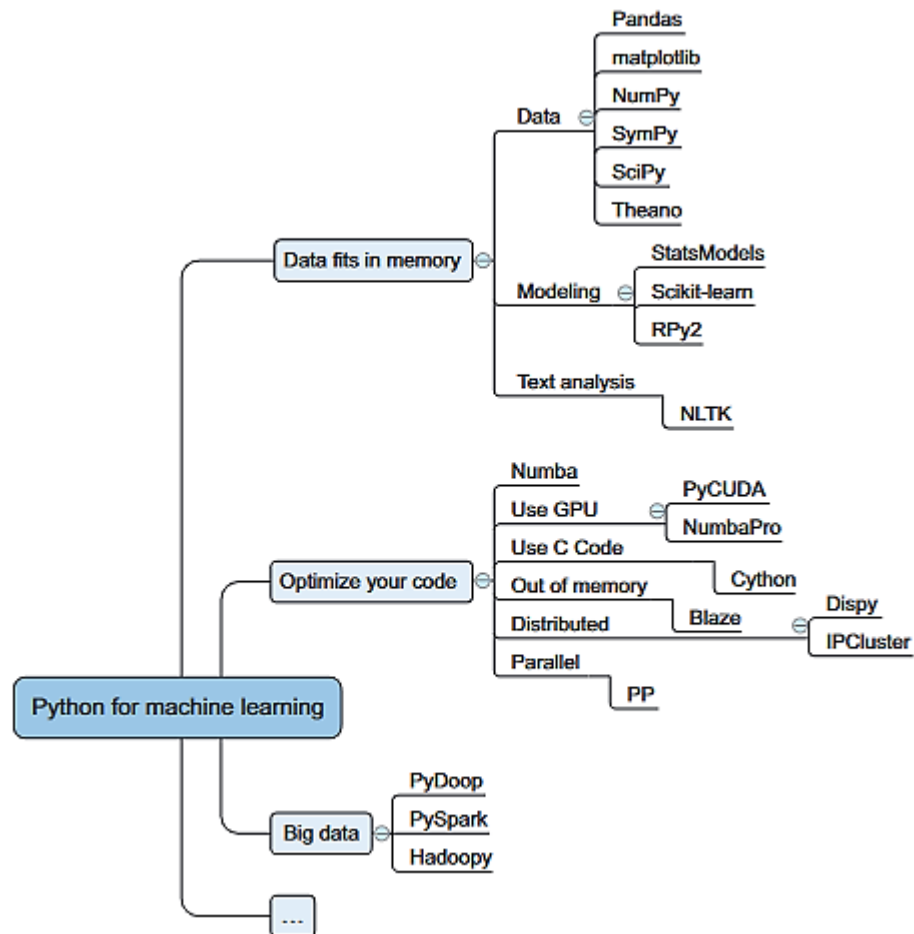 Pandas
matplotlib
NumPy
Data
SymPy
SciPy
Theano
Data fits in memory
StatsModels
Modeling
Scikit-learn
RPy2
Text analysis
NLTK
Numba
PyCUDA
Use GPU
NumbaPro
Use C Code
Cython
Optimize your code
Out of memory
Blaze
Dispy
Distributed
IPCluster
Parallel
PP
Python for machine learning
PyDoop
Big data
PySpark
Hadoopy
...